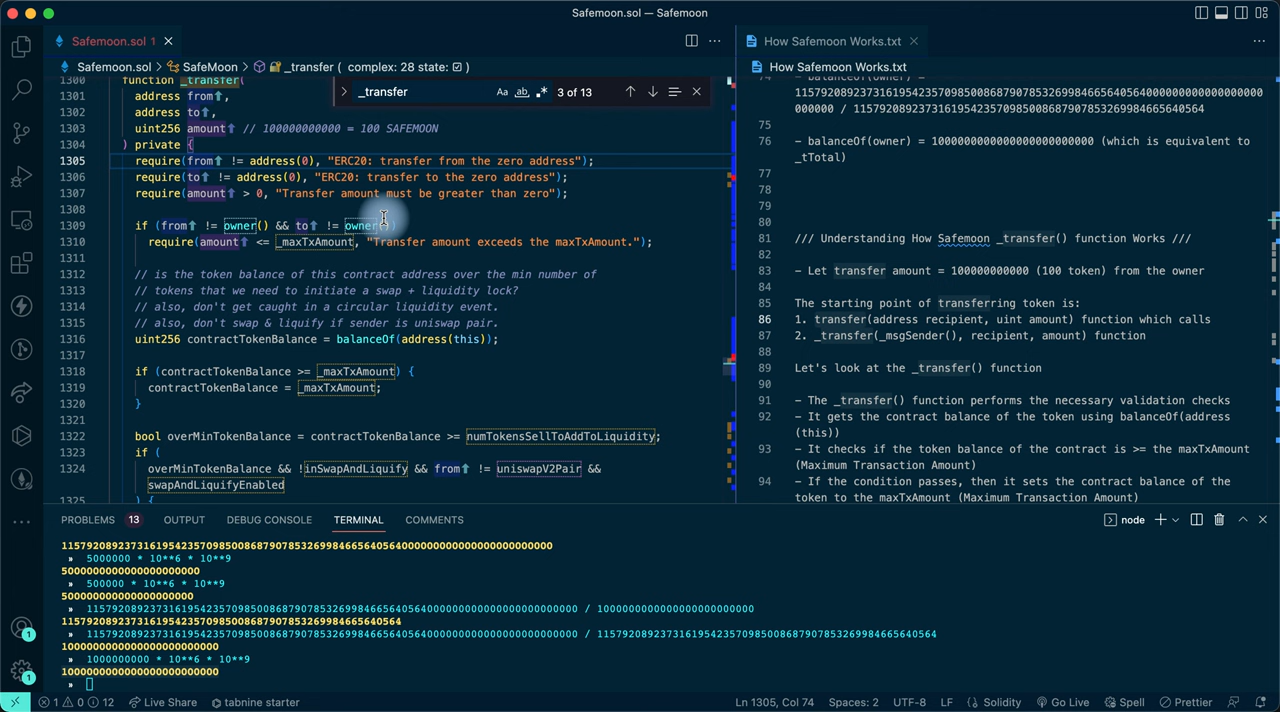 Safemoon.sol — Safemoon
Safemoon.sol 1
Safemoon.sol > SafeMoon > _transfer ( complex: 28 state: ☑ )
_transfer
Aa ab .* 3 of 13
1300 function _transfer(
1301 address from⬆,
1302 address to⬆,
1303 uint256 amount⬆ // 100000000000 = 100 SAFEMOON
1304 ) private {
1305 require(from⬆ != address(0), "ERC20: transfer from the zero address");
1306 require(to⬆ != address(0), "ERC20: transfer to the zero address");
1307 require(amount⬆ > 0, "Transfer amount must be greater than zero");
1308
1309 if (from⬆ != owner() && to⬆ != owner())
1310 require(amount⬆ <= _maxTxAmount, "Transfer amount exceeds the maxTxAmount.");
1311
1312 // is the token balance of this contract address over the min number of
1313 // tokens that we need to initiate a swap + liquidity lock?
1314 // also, don't get caught in a circular liquidity event.
1315 // also, don't swap & liquify if sender is uniswap pair.
1316 uint256 contractTokenBalance = balanceOf(address(this));
1317
1318 if (contractTokenBalance >= _maxTxAmount) {
1319 contractTokenBalance = _maxTxAmount;
1320 }
1321
1322 bool overMinTokenBalance = contractTokenBalance >= numTokensSellToAddToLiquidity;
1323 if (
1324 overMinTokenBalance && !inSwapAndLiquify && from⬆ != uniswapV2Pair &&
swapAndLiquifyEnabled
1325 ) {
How Safemoon Works.txt
How Safemoon Works.txt
74 - balanceOf(owner) =
000000 / 115792089237316195423570985008687907853269984665640564
75
76 - balanceOf(owner) = 1000000000000000000000000 (which is equivalent to
_tTotal)
77
78
79
80
81 /// Understanding How Safemoon _transfer() function Works ///
82
83 - Let transfer amount = 100000000000 (100 token) from the owner
84
85 The starting point of transferring token is:
86 1. transfer(address recipient, uint amount) function which calls
87 2. _transfer(_msgSender(), recipient, amount) function
88
89 Let's look at the _transfer() function
90
91 - The _transfer() function performs the necessary validation checks
92 - It gets the contract balance of the token using balanceOf(address
(this))
93 - It checks if the token balance of the contract is >= the maxTxAmount
(Maximum Transaction Amount)
94 - If the condition passes, then it sets the contract balance of the
token to the maxTxAmount (Maximum Transaction Amount)
PROBLEMS 13 OUTPUT DEBUG CONSOLE TERMINAL COMMENTS
node
» 5000000 * 10**6 * 10**9
» 500000 * 10**6 * 10**9
115792089237316195423570985008687907853269984665640564
» 1000000000 * 10**6 * 10**9
»
1 0 12 Live Share tabnine starter
Ln 1305, Col 74 Spaces: 2 UTF-8 LF Solidity Go Live Spell Prettier
1
1